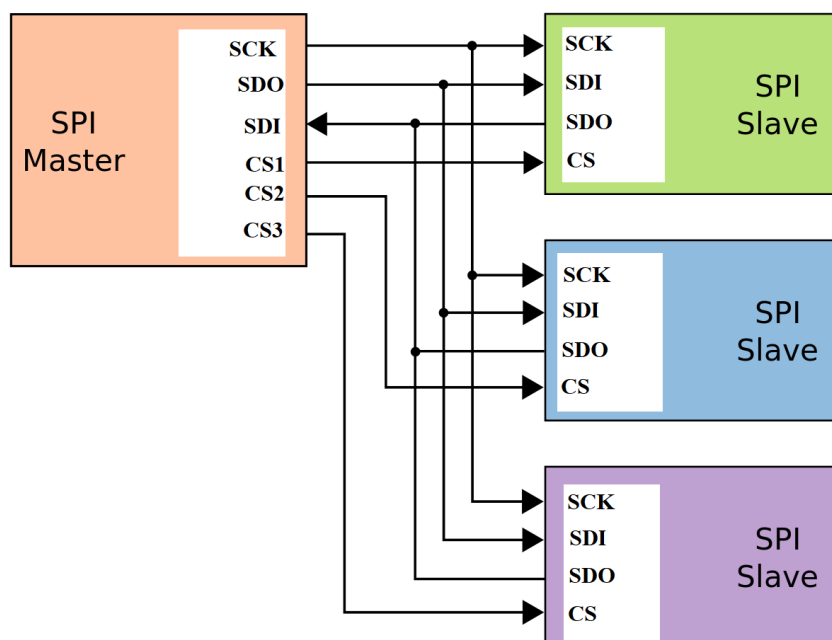 SPI
Master
SCK
SDO
SDI
CS1
CS2
CS3
SCK
SDI
SDO
CS
SPI
Slave
SCK
SDI
SDO
CS
SPI
Slave
SCK
SDI
SDO
CS
SPI
Slave